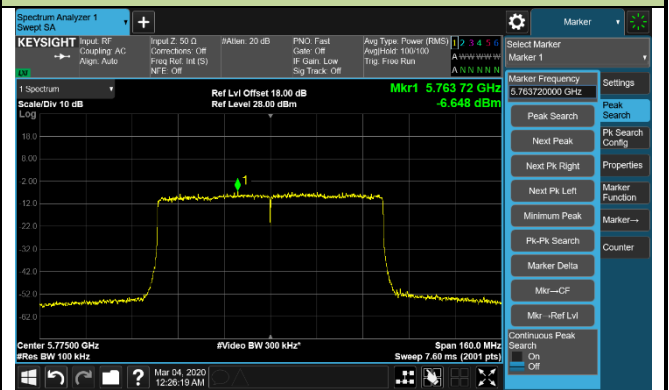 Spectrum Analyzer 1
Swept SA
Marker
KEYSIGHT
Input: RF
Coupling: AC
Align: Auto
Input Z: 50 Ω
Corrections: Off
Freq Ref: Int (S)
NFE: Off
#Atten: 20 dB
PNO: Fast
Gate: Off
IF Gain: Low
Sig Track: Off
Avg Type: Power (RMS)
Avg|Hold: 100/100
Trig: Free Run
1 2 3 4 5 6
A W W W W W
A N N N N N
Select Marker
Marker 1
1 Spectrum
Scale/Div 10 dB
Log
Ref Lvl Offset 18.00 dB
Ref Level 28.00 dBm
Mkr1 5.763 72 GHz
-6.648 dBm
18.0
8.00
-2.00
-12.0
-22.0
-32.0
-42.0
-52.0
-62.0
1
Center 5.77500 GHz
#Res BW 100 kHz
#Video BW 300 kHz*
Span 160.0 MHz
Sweep 7.60 ms (2001 pts)
Marker Frequency
5.763720000 GHz
Peak Search
Next Peak
Next Pk Right
Next Pk Left
Minimum Peak
Pk-Pk Search
Marker Delta
Mkr→CF
Mkr→Ref Lvl
Continuous Peak
Search
On
Off
Settings
Peak
Search
Pk Search
Config
Properties
Marker
Function
Marker→
Counter
Mar 04, 2020
12:26:19 AM